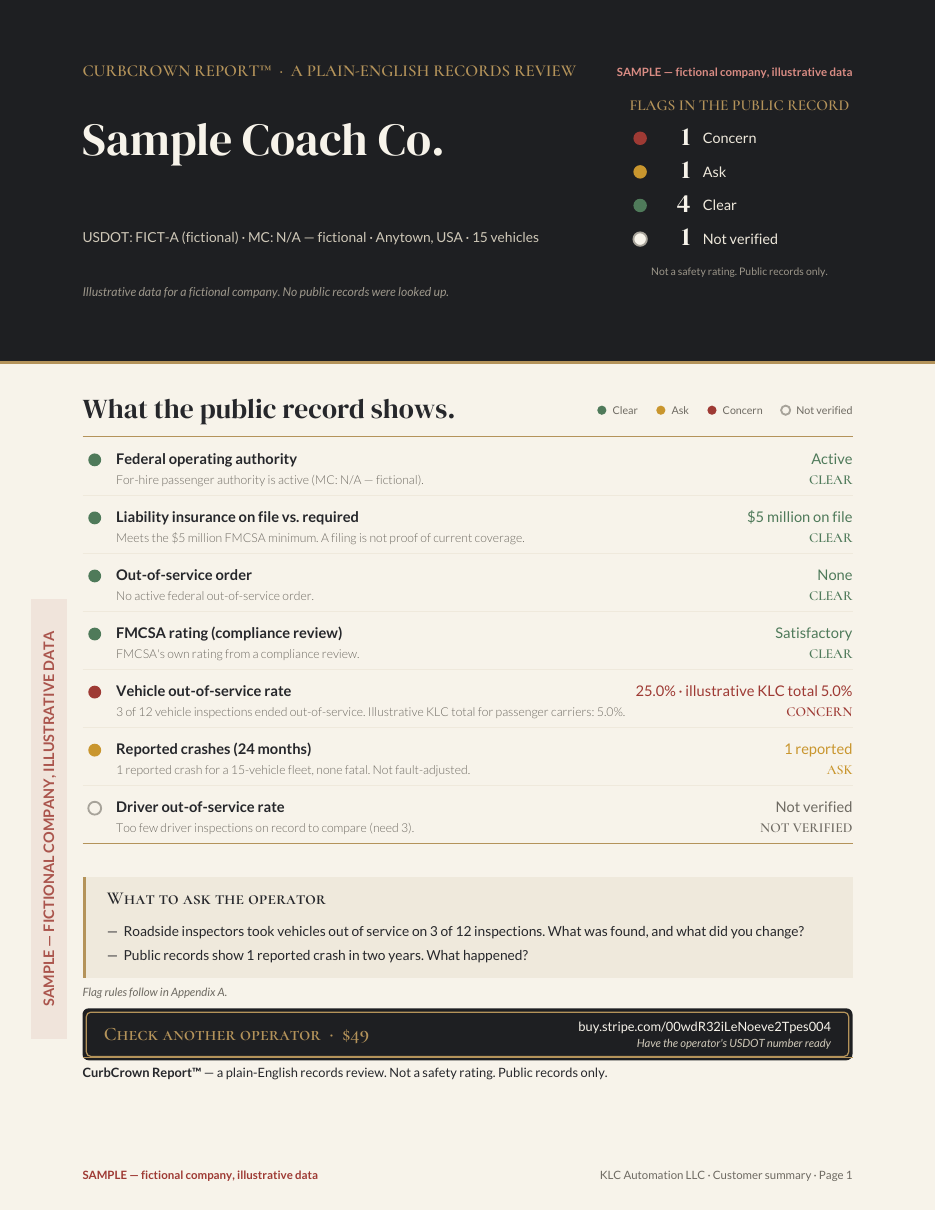 CURBCROWN REPORT™ · A PLAIN-ENGLISH RECORDS REVIEW
SAMPLE — fictional company, illustrative data
Sample Coach Co.
USDOT: FICT-A (fictional) · MC: N/A — fictional · Anytown, USA · 15 vehicles
Illustrative data for a fictional company. No public records were looked up.
FLAGS IN THE PUBLIC RECORD
1 Concern
1 Ask
4 Clear
1 Not verified
Not a safety rating. Public records only.
What the public record shows.
Clear Ask Concern Not verified
Federal operating authority Active
For-hire passenger authority is active (MC: N/A — fictional). CLEAR
Liability insurance on file vs. required $5 million on file
Meets the $5 million FMCSA minimum. A filing is not proof of current coverage. CLEAR
Out-of-service order None
No active federal out-of-service order. CLEAR
FMCSA rating (compliance review) Satisfactory
FMCSA's own rating from a compliance review. CLEAR
Vehicle out-of-service rate 25.0% · illustrative KLC total 5.0%
3 of 12 vehicle inspections ended out-of-service. Illustrative KLC total for passenger carriers: 5.0%. CONCERN
Reported crashes (24 months) 1 reported
1 reported crash for a 15-vehicle fleet, none fatal. Not fault-adjusted. ASK
Driver out-of-service rate Not verified
Too few driver inspections on record to compare (need 3). NOT VERIFIED
SAMPLE — FICTIONAL COMPANY, ILLUSTRATIVE DATA
WHAT TO ASK THE OPERATOR
— Roadside inspectors took vehicles out of service on 3 of 12 inspections. What was found, and what did you change?
— Public records show 1 reported crash in two years. What happened?
Flag rules follow in Appendix A.
CHECK ANOTHER OPERATOR · $49
buy.stripe.com/00wdR32iLeNoeve2Tpes004
Have the operator's USDOT number ready
CurbCrown Report™ — a plain-English records review. Not a safety rating. Public records only.
SAMPLE — fictional company, illustrative data
KLC Automation LLC · Customer summary · Page 1